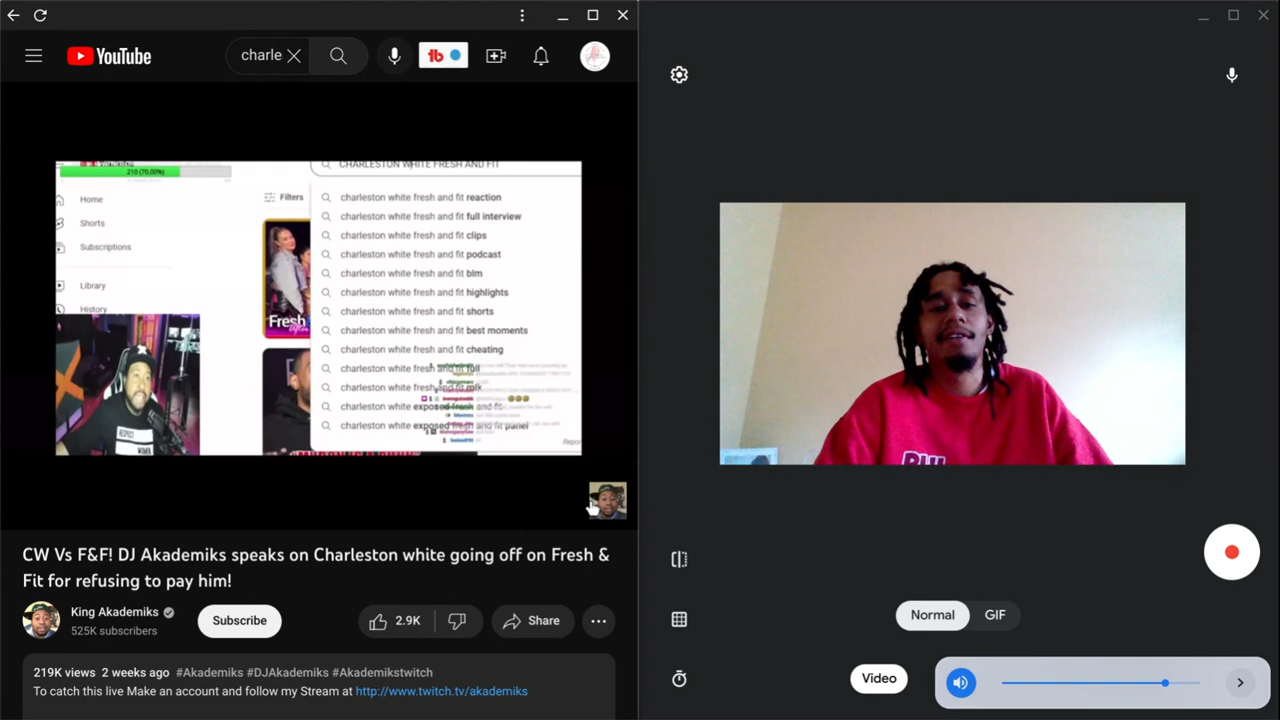 YouTube
charle
210 (70.00%)
CHARLESTON WHITE FRESH AND FIT
Home
Filters
charleston white fresh and fit reaction
Shorts
charleston white fresh and fit full interview
charleston white fresh and fit clips
Subscriptions
charleston white fresh and fit podcast
charleston white fresh and fit blm
Library
charleston white fresh and fit highlights
History
charleston white fresh and fit shorts
Fresh
charleston white fresh and fit best moments
charleston white fresh and fit cheating
charleston white fresh and fit full
charleston white fresh and fit
charleston white exposed fresh and fit
charleston white exposed fresh and fit panel
CW Vs F&F! DJ Akademiks speaks on Charleston white going off on Fresh &
Fit for refusing to pay him!
King Akademiks
525K subscribers
Subscribe
2.9K
Share
219K views 2 weeks ago #Akademiks #DJAkademiks #Akademikstwitch
To catch this live Make an account and follow my Stream at http://www.twitch.tv/akademiks
Normal
GIF
Video